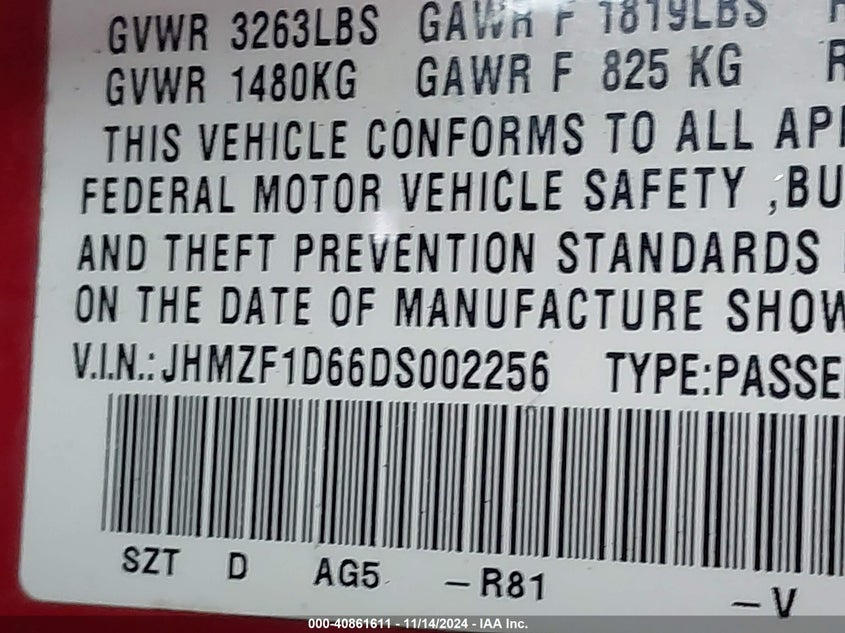 GVWR 3263LBS GAWR F 1819LBS
GVWR 1480KG GAWR F 825 KG R
THIS VEHICLE CONFORMS TO ALL APP
FEDERAL MOTOR VEHICLE SAFETY ,BU
AND THEFT PREVENTION STANDARDS
ON THE DATE OF MANUFACTURE SHOW
V.I.N.:JHMZF1D66DS002256 TYPE:PASSE
SZT D AG5 -R81 -V
000-40861611 - 11/14/2024 - IAA Inc.